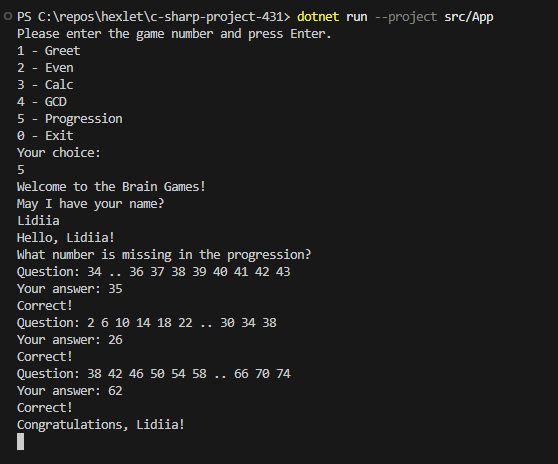 PS C:\repos\hexlet\c-sharp-project-431> dotnet run --project src/App
Please enter the game number and press Enter.
1 - Greet
2 - Even
3 - Calc
4 - GCD
5 - Progression
0 - Exit
Your choice:
5
Welcome to the Brain Games!
May I have your name?
Lidiia
Hello, Lidiia!
What number is missing in the progression?
Question: 34 .. 36 37 38 39 40 41 42 43
Your answer: 35
Correct!
Question: 2 6 10 14 18 22 .. 30 34 38
Your answer: 26
Correct!
Question: 38 42 46 50 54 58 .. 66 70 74
Your answer: 62
Correct!
Congratulations, Lidiia!